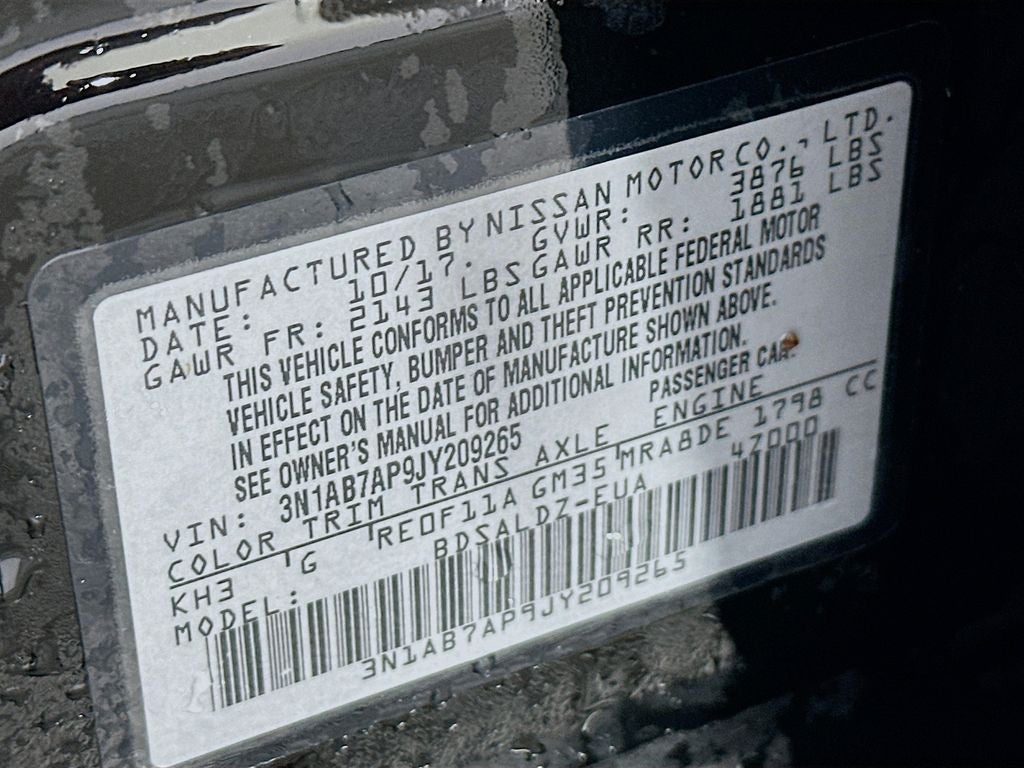 MANUFACTURED BY NISSAN MOTOR CO., LTD.
DATE: 10/17. GVWR: 3876 LBS
GAWR FR: 2143 LBS GAWR RR: 1881 LBS
THIS VEHICLE CONFORMS TO ALL APPLICABLE FEDERAL MOTOR
VEHICLE SAFETY, BUMPER AND THEFT PREVENTION STANDARDS
IN EFFECT ON THE DATE OF MANUFACTURE SHOWN ABOVE.
SEE OWNER'S MANUAL FOR ADDITIONAL INFORMATION.
VIN: 3N1AB7AP9JY209265 PASSENGER CAR.
COLOR TRIM TRANS AXLE ENGINE
KH3 G RE0F11A GM35 MRA8DE 1798 CC
MODEL: BDSALDZ-EUA 4Z000
3N1AB7AP9JY209265